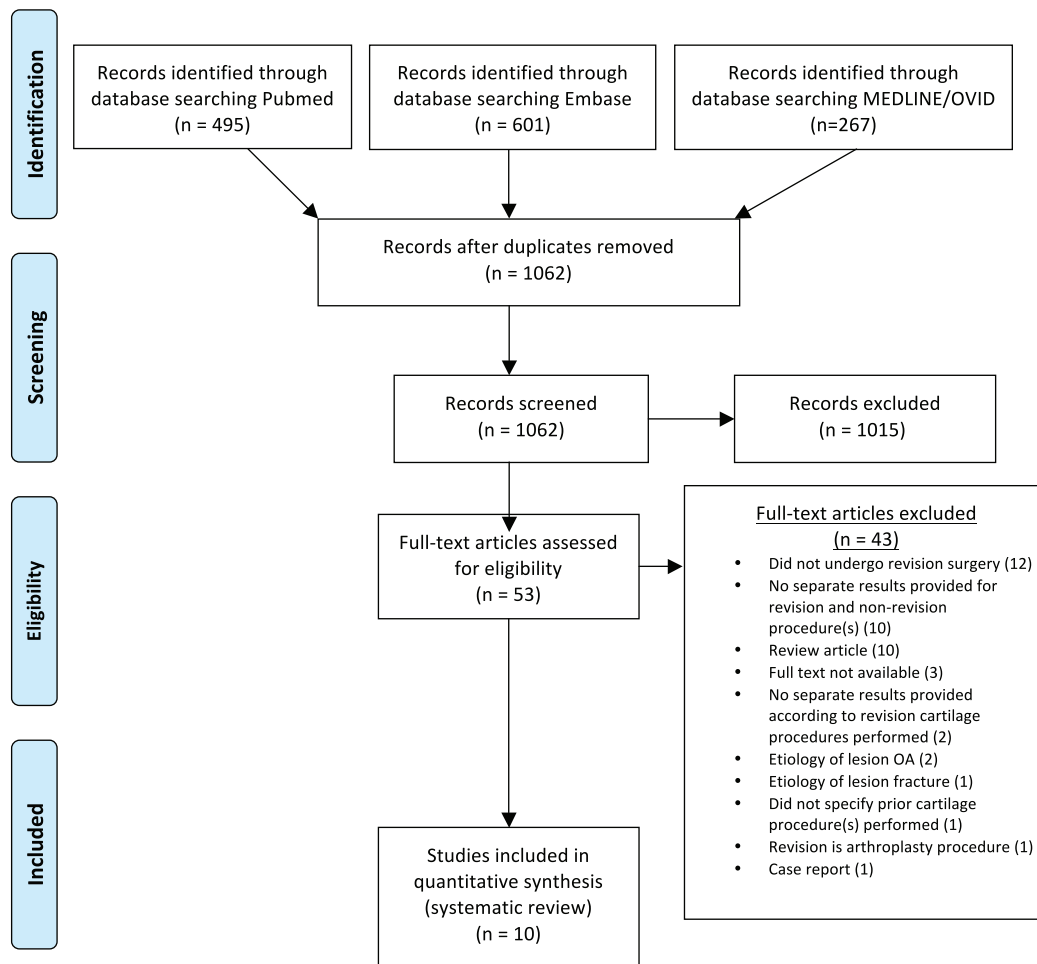 Identification
Records identified through
database searching Pubmed
(n = 495)
Records identified through
database searching Embase
(n = 601)
Records identified through
database searching MEDLINE/OVID
(n=267)
Records after duplicates removed
(n = 1062)
Screening
Records screened
(n = 1062)
Records excluded
(n = 1015)
Eligibility
Full-text articles assessed
for eligibility
(n = 53)
Full-text articles excluded
(n = 43)
• Did not undergo revision surgery (12)
• No separate results provided for
revision and non-revision
procedure(s) (10)
• Review article (10)
• Full text not available (3)
• No separate results provided
according to revision cartilage
procedures performed (2)
• Etiology of lesion OA (2)
• Etiology of lesion fracture (1)
• Did not specify prior cartilage
procedure(s) performed (1)
• Revision is arthroplasty procedure (1)
• Case report (1)
Included
Studies included in
quantitative synthesis
(systematic review)
(n = 10)